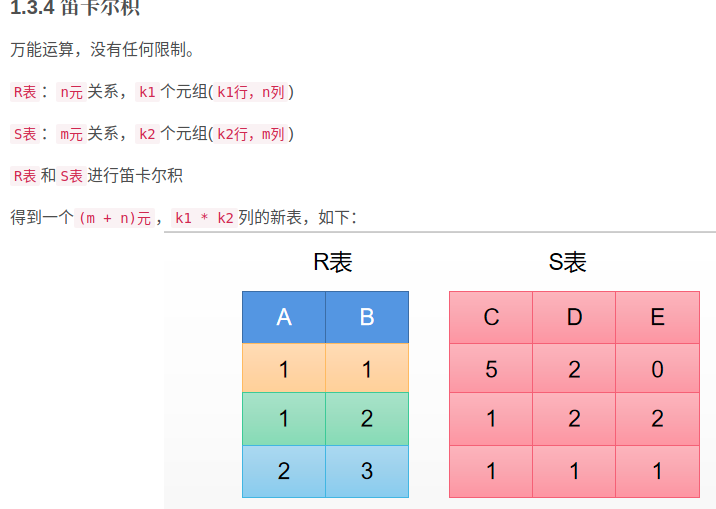 1.3.4 笛卡尔积
万能运算，没有任何限制。
R表： n元 关系， k1 个元组( k1行，n列 )
S表： m元 关系， k2 个元组( k2行，m列 )
R表 和 S表 进行笛卡尔积
得到一个 (m + n)元 ， k1 * k2 列的新表，如下：
R表 S表
A B C D E
1 1 5 2 0
1 2 1 2 2
2 3 1 1 1